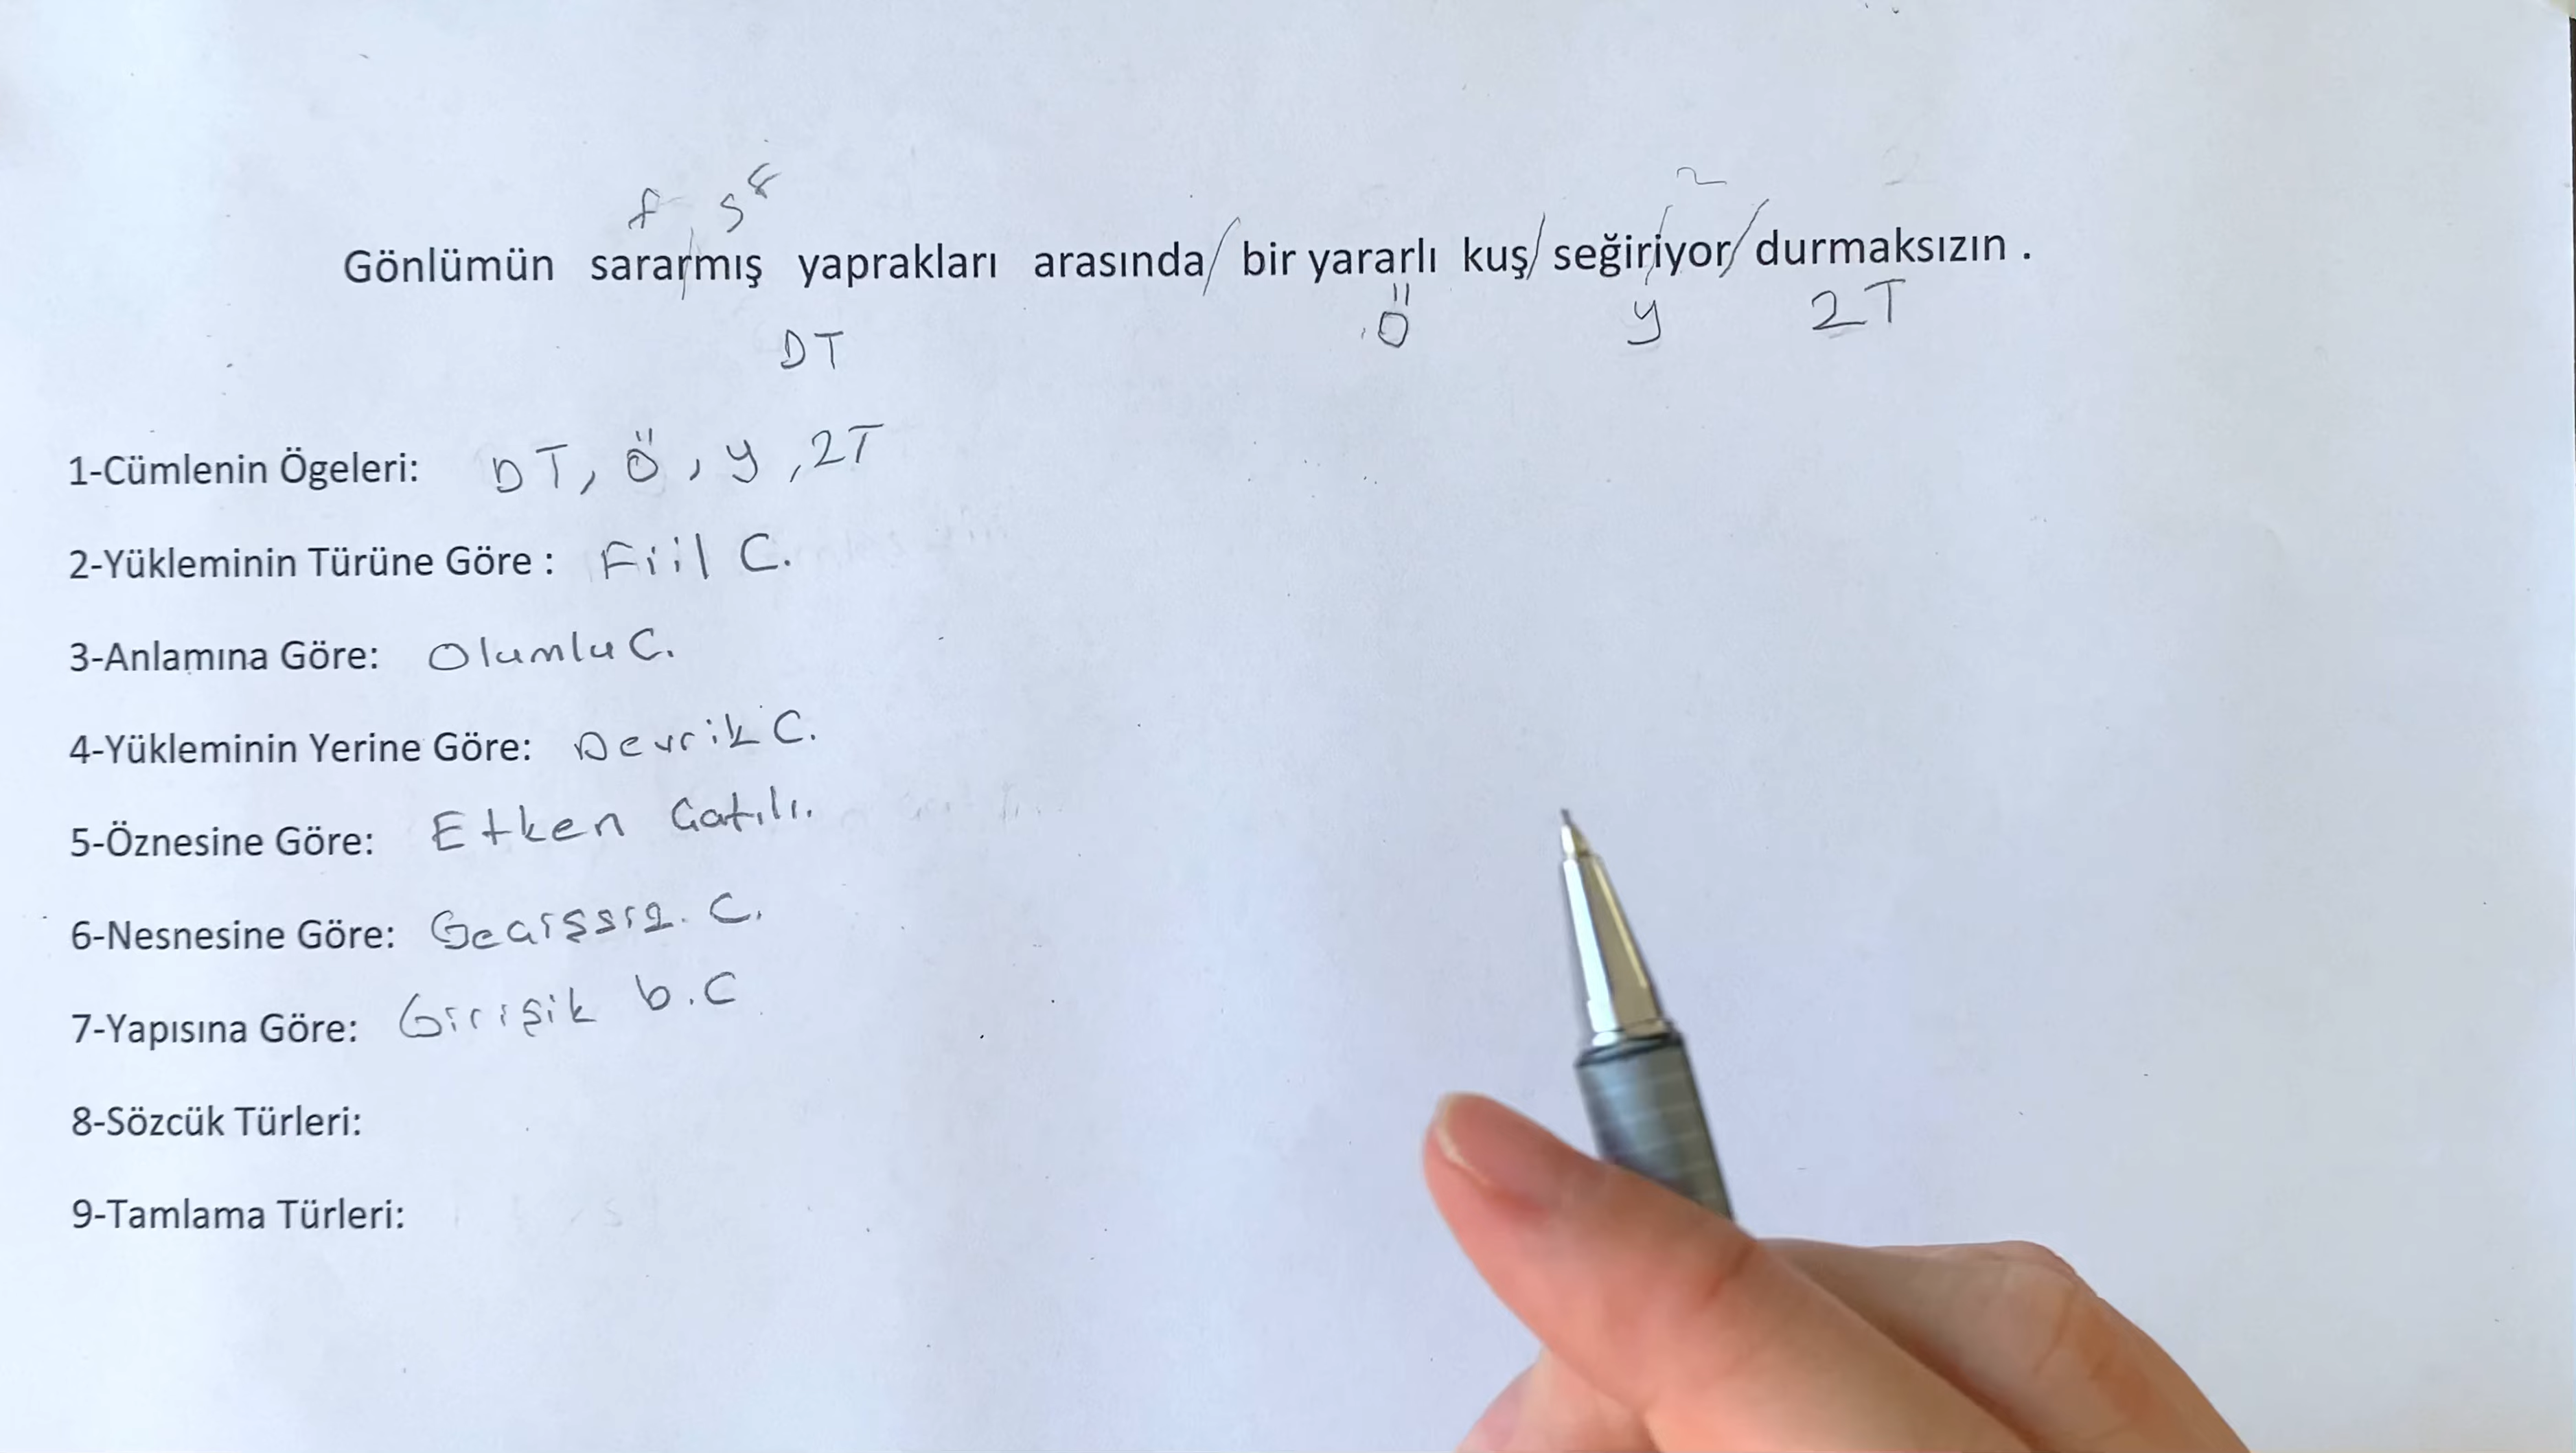 f s f
Gönlümün sararmış yaprakları arasında/ bir yararlı kuş/ seğiriyor/ durmaksızın .
DT Ö y 2T
1-Cümlenin Ögeleri: DT, Ö, y, 2T
2-Yükleminin Türüne Göre : Fiil C.
3-Anlamına Göre: Olumlu C.
4-Yükleminin Yerine Göre: Devrik C.
5-Öznesine Göre: Etken Çatılı.
6-Nesnesine Göre: Geçişsiz. C.
7-Yapısına Göre: Girişik b.C
8-Sözcük Türleri:
9-Tamlama Türleri: